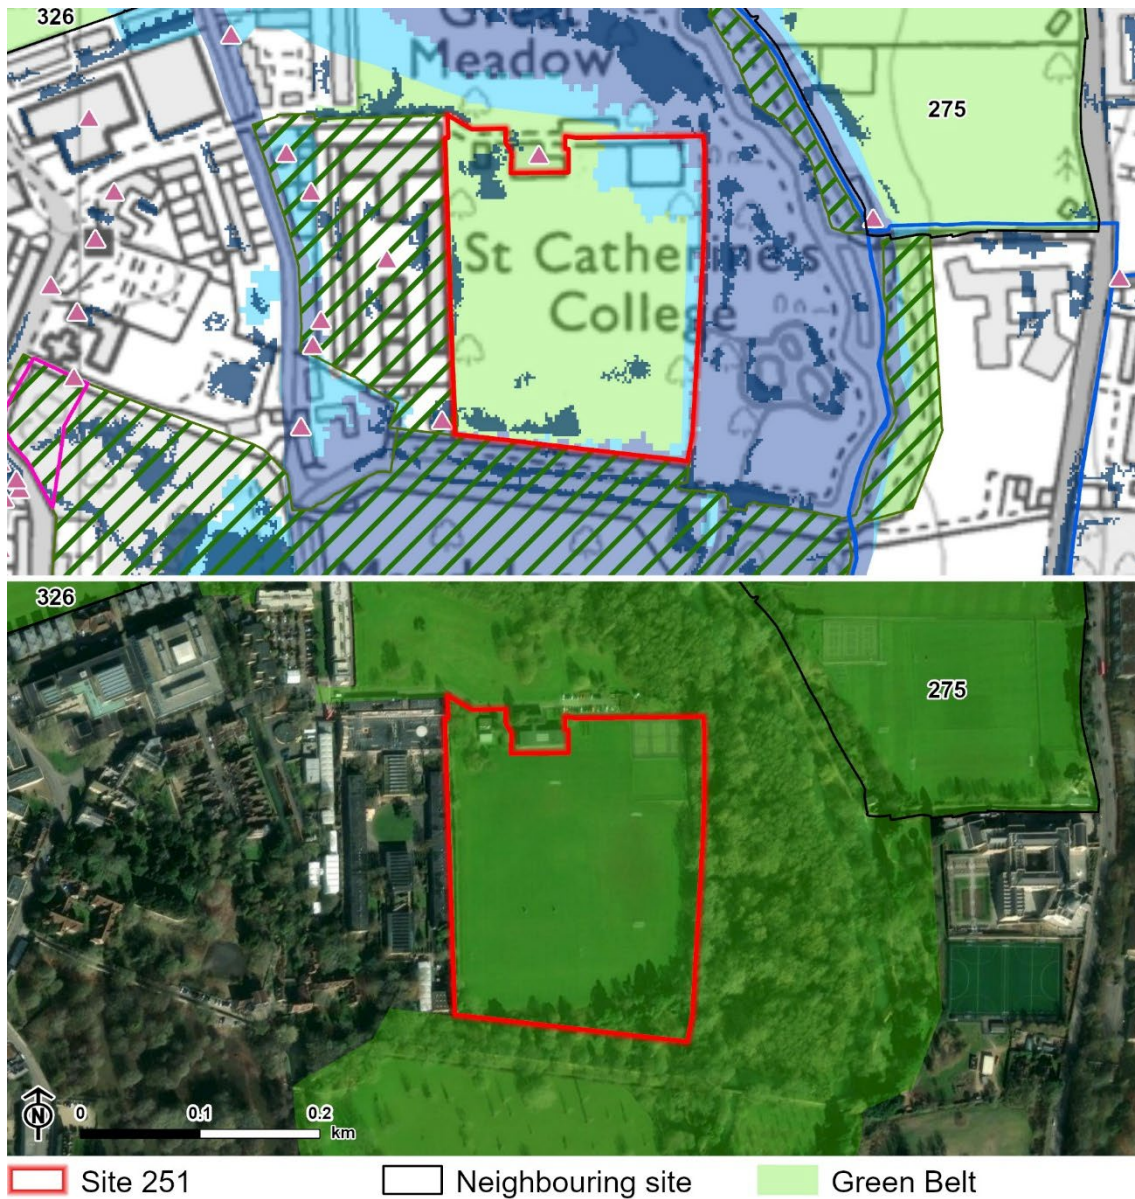 326
Great
Meadow
275
St Catherine's
College
326
275
N
0 0.1 0.2
km
Site 251 Neighbouring site Green Belt